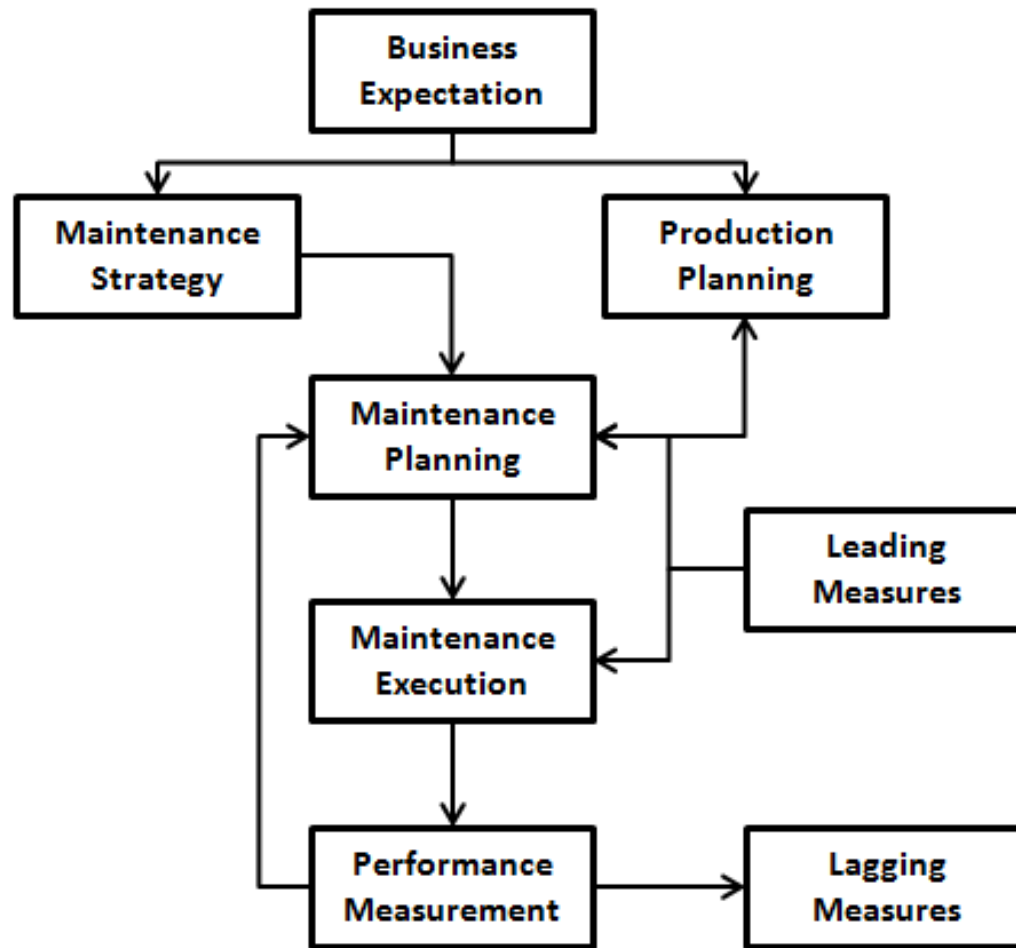 Business
Expectation
Maintenance
Strategy
Production
Planning
Maintenance
Planning
Leading
Measures
Maintenance
Execution
Performance
Measurement
Lagging
Measures